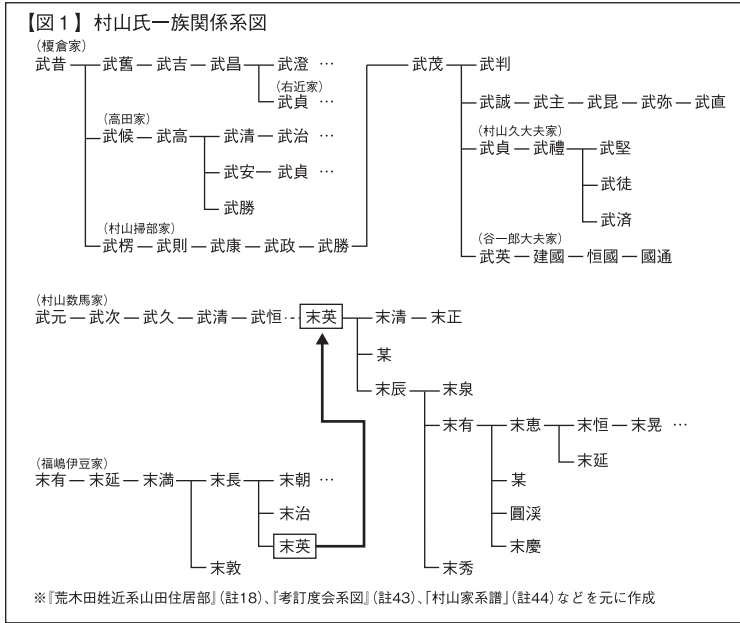 【図1】村山氏一族関係系図
(榎倉家)
武昔 武舊 武吉 武昌 武澄 … 武茂 武判
(右近家)
武貞 … 武誠 武主 武昆 武弥 武直
(高田家) (村山久大夫家)
武候 武高 武清 武治 … 武貞 武禮 武堅
武安 武貞 … 武徒
武勝 武済
(村山掃部家) (谷一郎大夫家)
武楞 武則 武康 武政 武勝 武英 建國 恒國 國通
(村山数馬家)
武元 武次 武久 武清 武恒 末英 末清 末正
某
末辰 末泉
末有 末恵 末恒 末晃 …
末延
(福嶋伊豆家)
末有 末延 末満 末長 末朝 … 某
末治 圓渓
末英 末慶
末敦 末秀
※『荒木田姓近系山田住居部』(註18)、『考訂度会系図』(註43)、「村山家系譜」(註44)などを元に作成